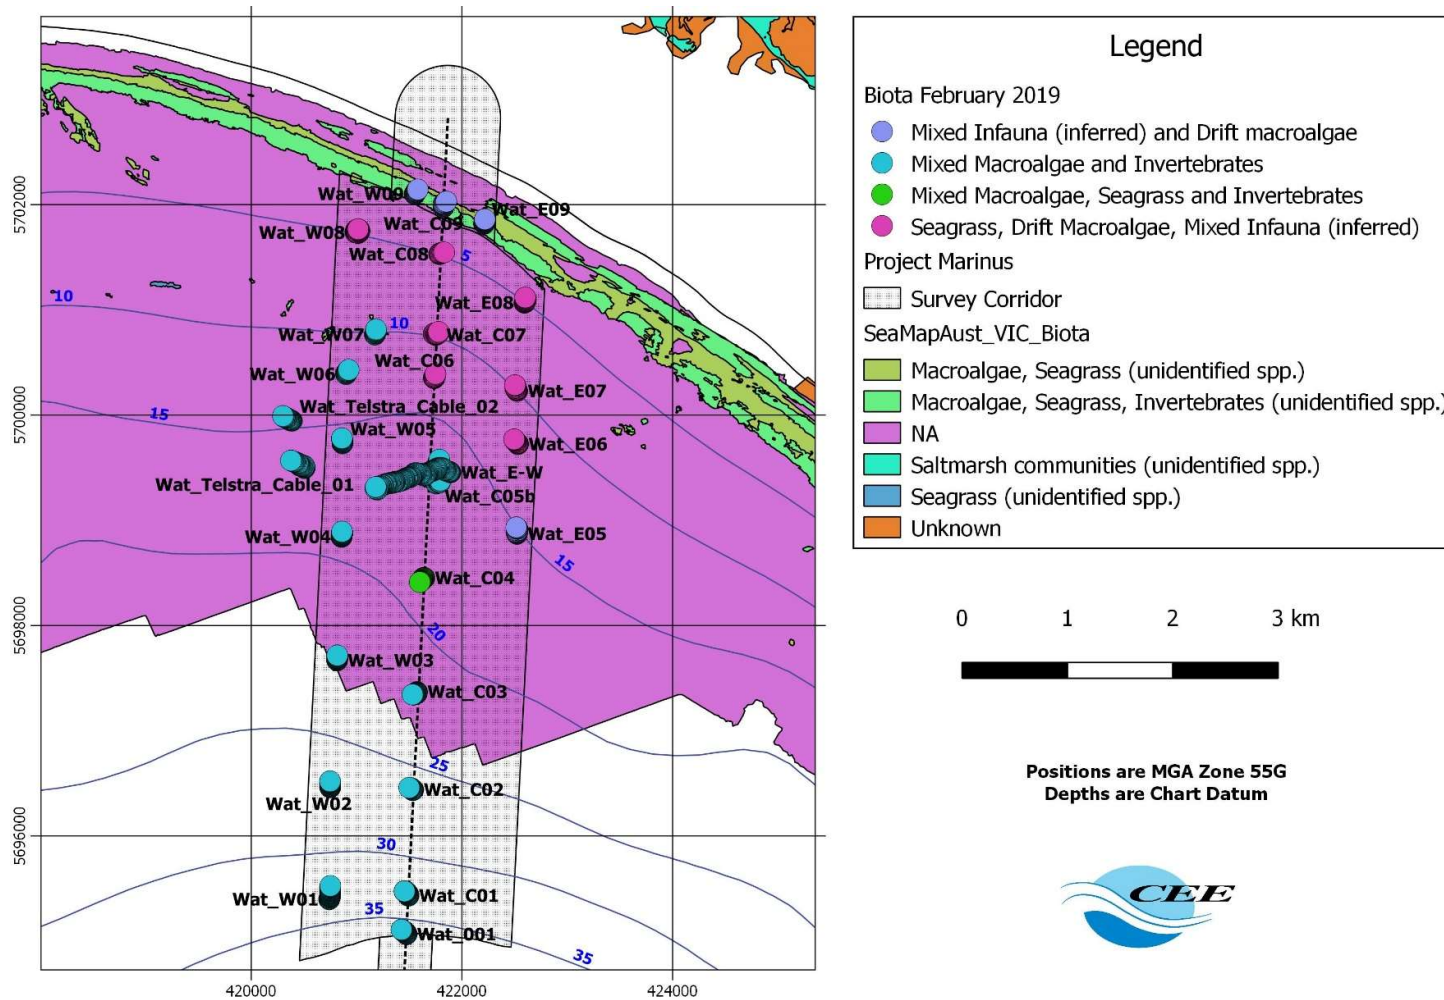 Legend
Biota February 2019
Mixed Infauna (inferred) and Drift macroalgae
Mixed Macroalgae and Invertebrates
Mixed Macroalgae, Seagrass and Invertebrates
Seagrass, Drift Macroalgae, Mixed Infauna (inferred)
Project Marinus
Survey Corridor
SeaMapAust_VIC_Biota
Macroalgae, Seagrass (unidentified spp.)
Macroalgae, Seagrass, Invertebrates (unidentified spp.)
NA
Saltmarsh communities (unidentified spp.)
Seagrass (unidentified spp.)
Unknown
0 1 2 3 km
Positions are MGA Zone 55G
Depths are Chart Datum
CEE
5702000
5700000
5698000
5696000
420000
422000
424000
Wat_W09
Wat_C09
Wat_E09
Wat_W08
Wat_C08
5
Wat_E08
10
10
Wat_W07
Wat_C07
Wat_C06
Wat_W06
Wat_E07
15
Wat_Telstra_Cable_02
Wat_W05
Wat_E06
Wat_E-W
Wat_Telstra_Cable_01
Wat_C05b
Wat_W04
Wat_E05
15
Wat_C04
20
Wat_W03
Wat_C03
25
Wat_W02
Wat_C02
30
Wat_W01
Wat_C01
35
Wat_001
35